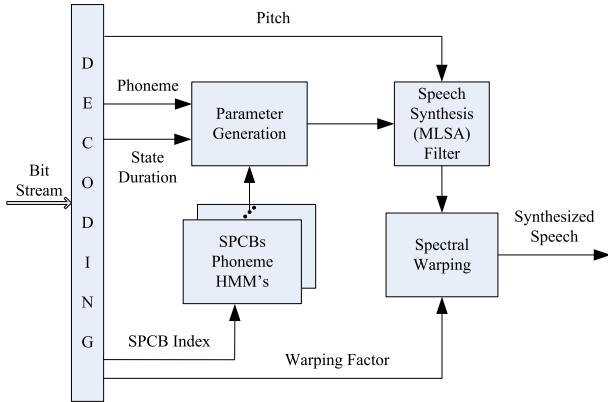 Pitch
D
E
C
O
D
I
N
G
Phoneme
Parameter
Generation
Speech
Synthesis
(MLSA)
Filter
State
Duration
Bit
Stream
SPCBs
Phoneme
HMM's
Spectral
Warping
Synthesized
Speech
SPCB Index
Warping Factor